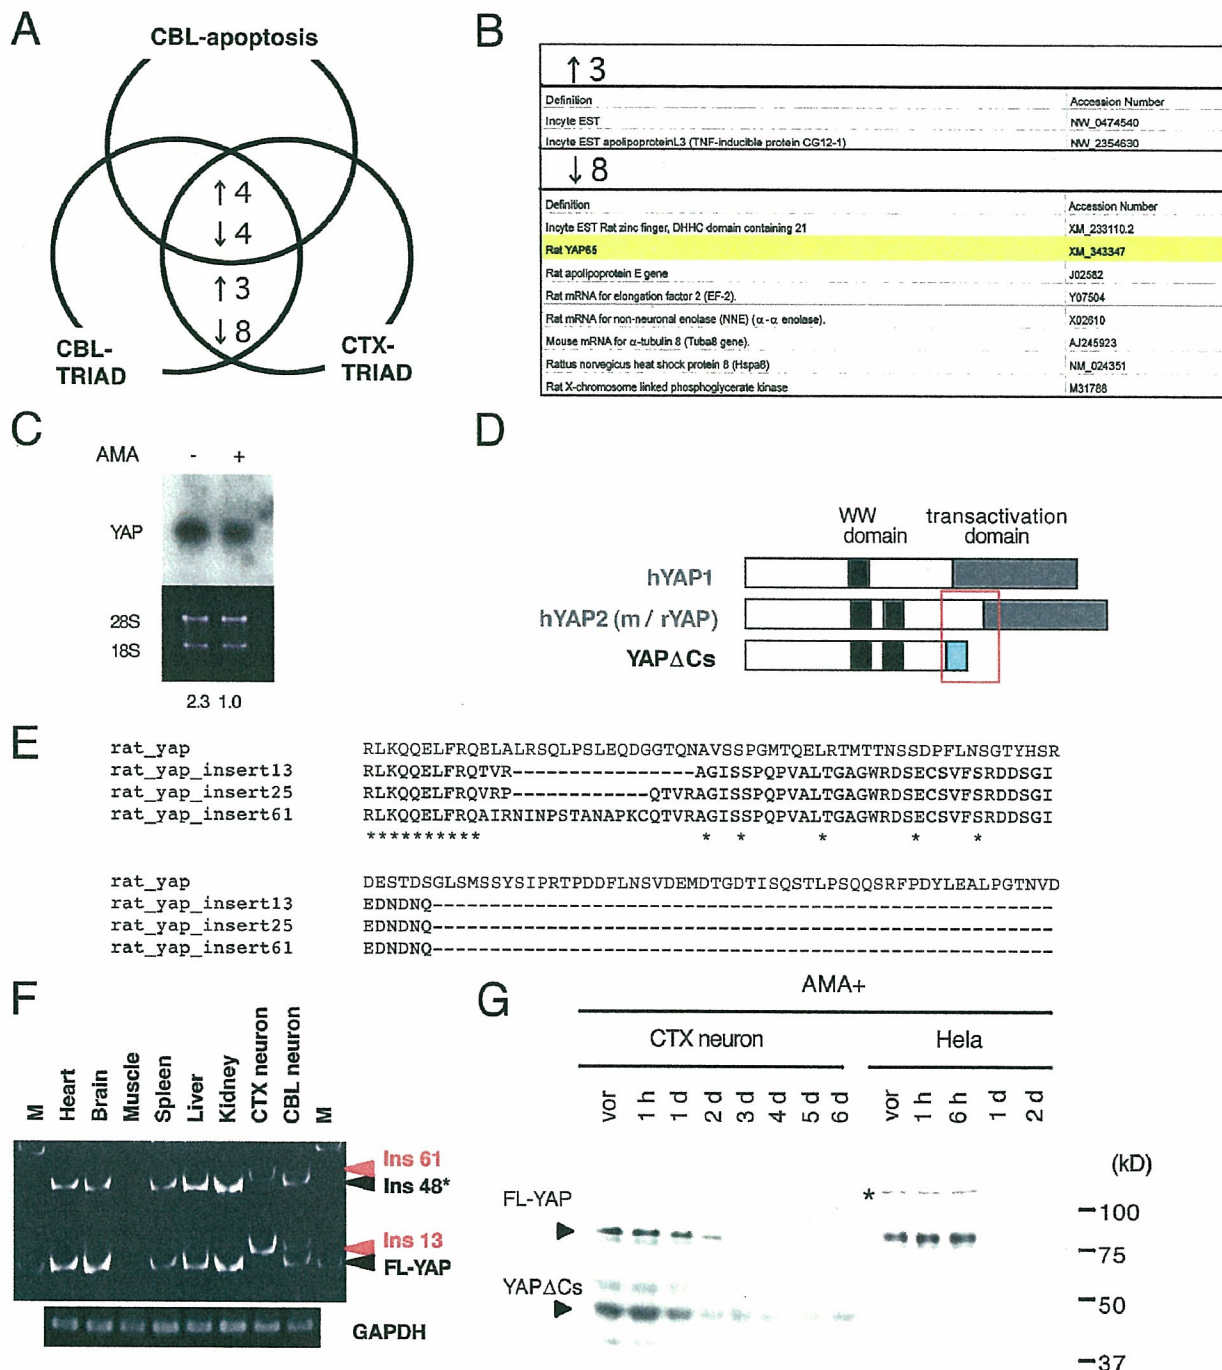 A
CBL-apoptosis
↑ 4
↓ 4
↑ 3
↓ 8
CBL-
TRIAD
CTX-
TRIAD
B
↑ 3
Definition Accession Number
Incyte EST NW_0474540
Incyte EST apolipoproteinL3 (TNF-inducible protein CG12-1) NW_2354630
↓ 8
Definition Accession Number
Incyte EST Rat zinc finger, DHHC domain containing 21 XM_233110.2
Rat YAP65 XM_343347
Rat apolipoprotein E gene J02582
Rat mRNA for elongation factor 2 (EF-2). Y07504
Rat mRNA for non-neuronal enolase (NNE) (α-α enolase). X02610
Mouse mRNA for α-tubulin 8 (Tuba8 gene). AJ245923
Rattus norvegicus heat shock protein 8 (Hspa8) NM_024351
Rat X-chromosome linked phosphoglycerate kinase M31788
C
AMA - +
YAP
28S
18S
2.3 1.0
D
WW domain
transactivation domain
hYAP1
hYAP2 (m / rYAP)
YAPΔCs
E
rat_yap RLKQQELFRQELALRSQLPSLEQDGGTQNAVSSPGMTQELRTMTTNSSDPFLNSGTYHSR
rat_yap_insert13 RLKQQELFRQTVR----------------AGISSPQPVALTGAGWRDSECSVFSRDDSGI
rat_yap_insert25 RLKQQELFRQVRP------------QTVRAGISSPQPVALTGAGWRDSECSVFSRDDSGI
rat_yap_insert61 RLKQQELFRQAIRNINPSTANAPKCQTVRAGISSPQPVALTGAGWRDSECSVFSRDDSGI
********** * * * * *
rat_yap DESTDSGLSMSSYSIPRTPDDFLNSVDEMDTGDTISQSTLPSQQSRFPDYLEALPGTNVD
rat_yap_insert13 EDNDNQ------------------------------------------------------
rat_yap_insert25 EDNDNQ------------------------------------------------------
rat_yap_insert61 EDNDNQ------------------------------------------------------
F
M Heart Brain Muscle Spleen Liver Kidney CTX neuron CBL neuron M
Ins 61
Ins 48*
Ins 13
FL-YAP
GAPDH
G
AMA+
CTX neuron Hela
vor 1 h 1 d 2 d 3 d 4 d 5 d 6 d vor 1 h 6 h 1 d 2 d
(kD)
FL-YAP
*
100
75
YAPΔCs
50
37